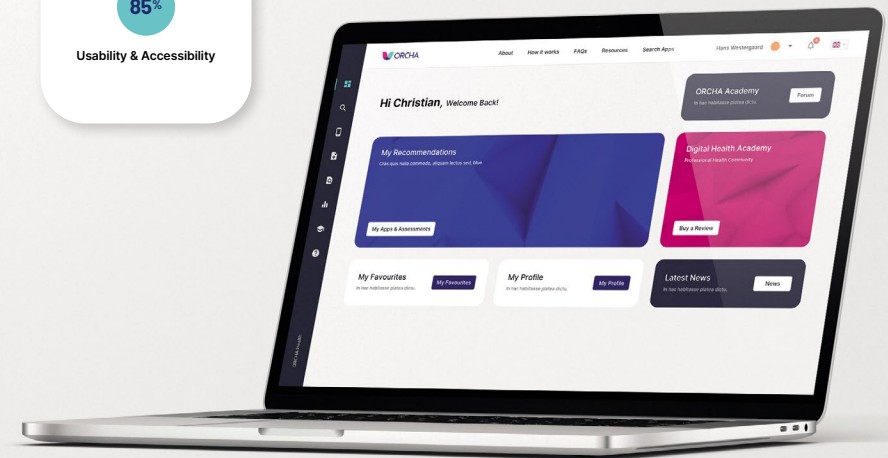 85%
Usability & Accessibility
ORCHA
About How it works FAQs Resources Search Apps
Hans Westergaard
Hi Christian, Welcome Back!
ORCHA Academy
In hac habitasse platea dictu.
Forum
My Recommendations
Cras quis nulla commodo, aliquam lectus sed, blue
My Apps & Assessments
Digital Health Academy
Professional Health Community
Buy a Review
My Favourites
In hac habitasse platea dictu.
My Favourites
My Profile
In hac habitasse platea dictu.
My Profile
Latest News
In hac habitasse platea dictu.
News